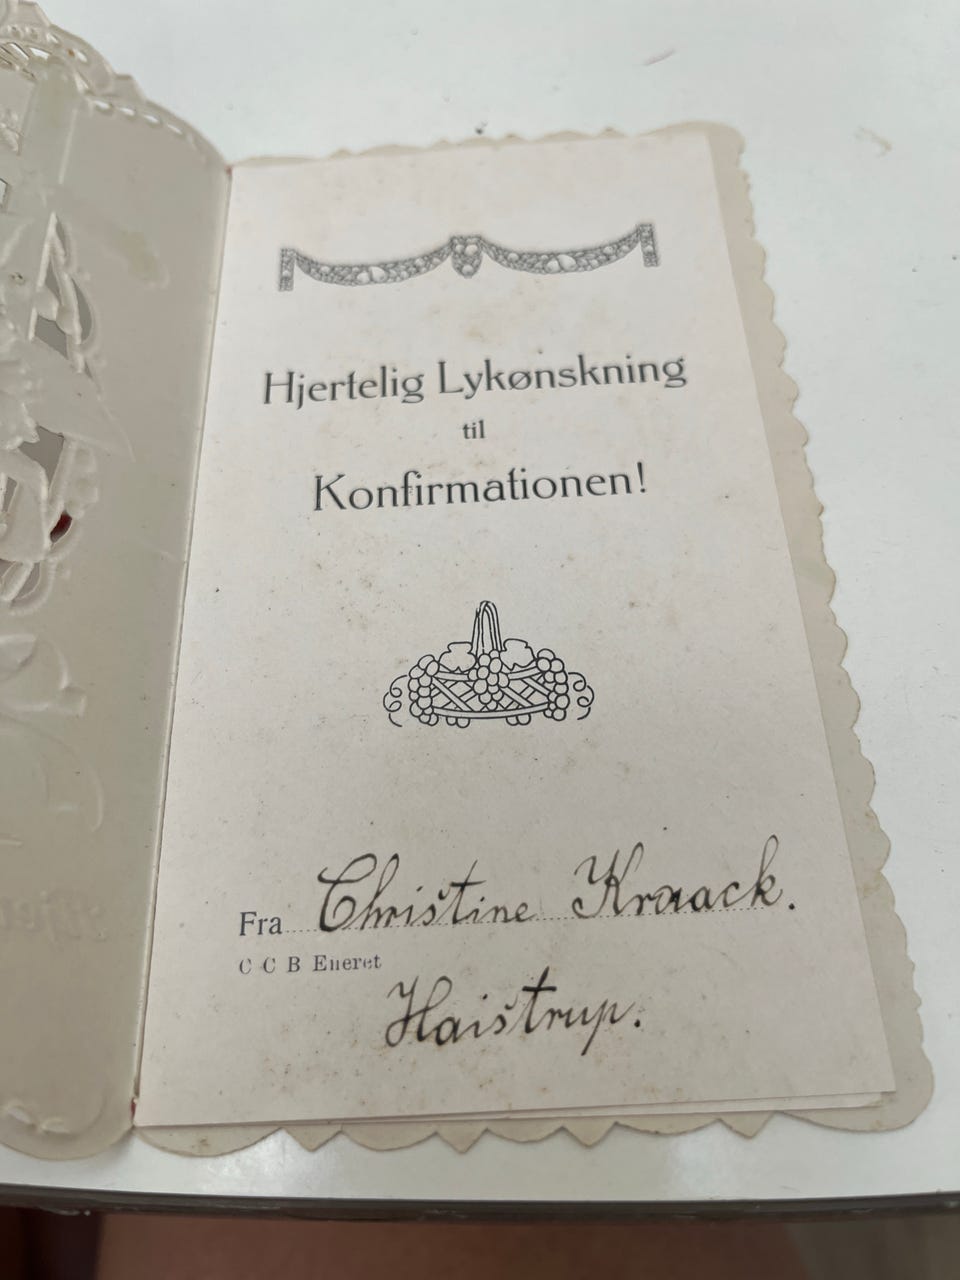 Hjertelig Lykønskning
til
Konfirmationen!
Fra Christine Kraack.
C C B Eneret
Haistrup.